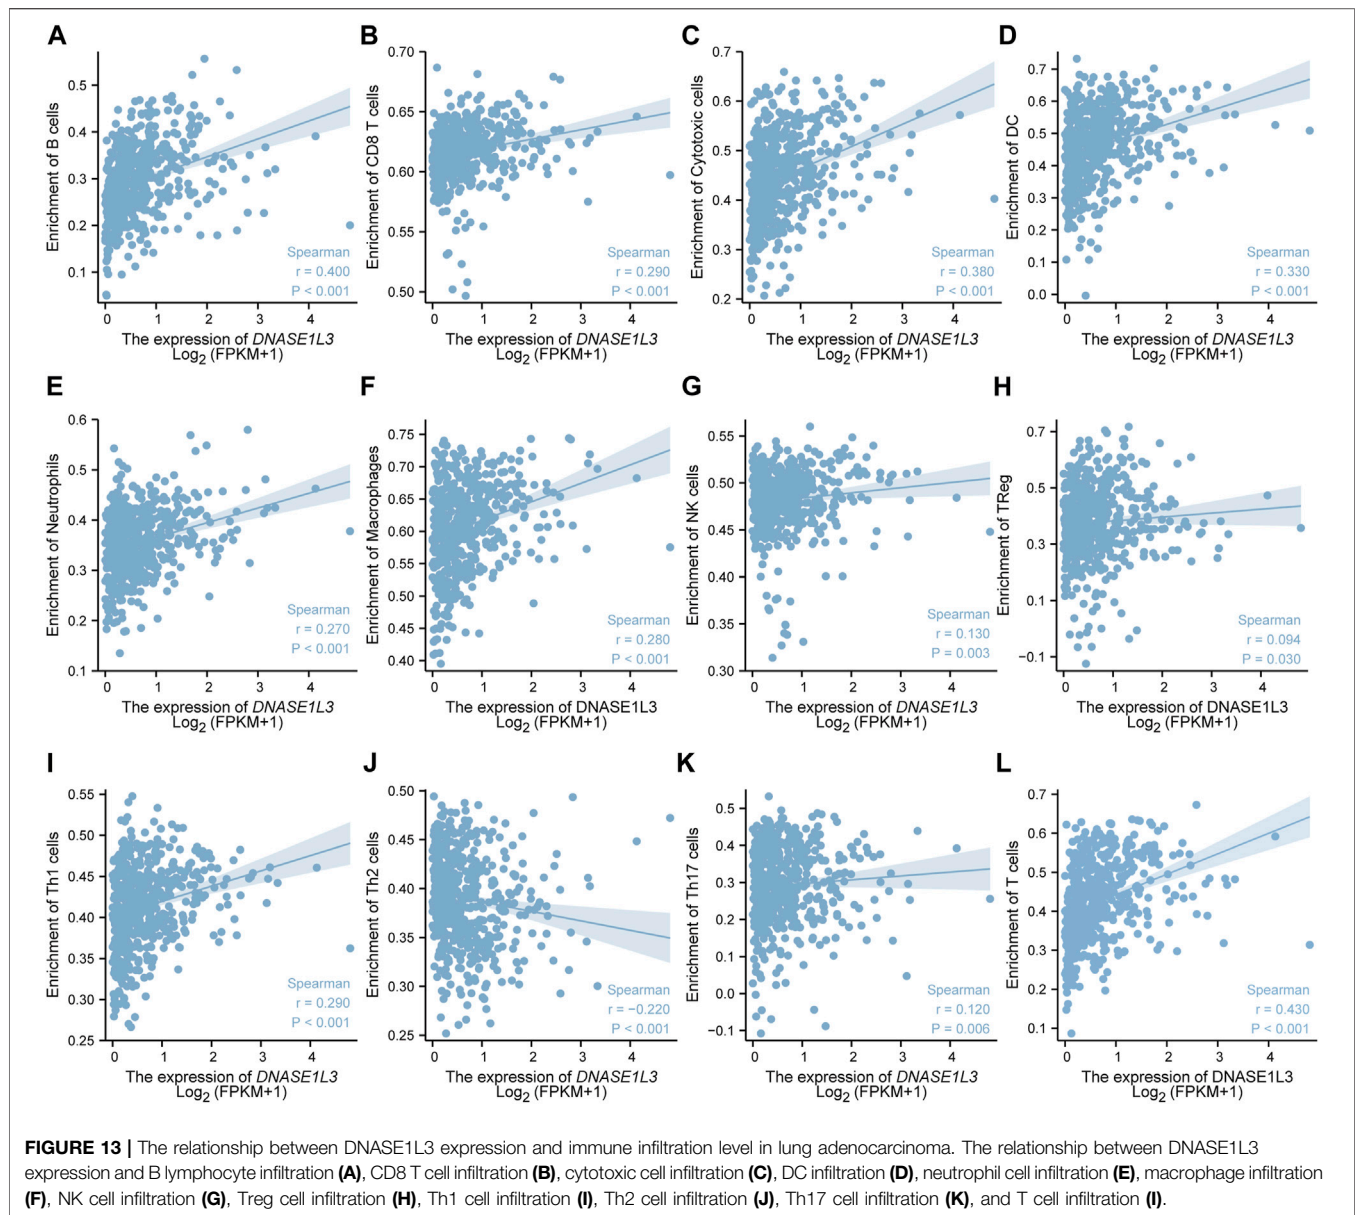 A
Enrichment of B cells
0.5
0.4
0.3
0.2
0.1
Spearman
r = 0.400
P < 0.001
0 1 2 3 4
The expression of DNASE1L3
Log2 (FPKM+1)
B
Enrichment of CD8 T cells
0.70
0.65
0.60
0.55
0.50
Spearman
r = 0.290
P < 0.001
0 1 2 3 4
The expression of DNASE1L3
Log2 (FPKM+1)
C
Enrichment of Cytotoxic cells
0.7
0.6
0.5
0.4
0.3
0.2
Spearman
r = 0.380
P < 0.001
0 1 2 3 4
The expression of DNASE1L3
Log2 (FPKM+1)
D
Enrichment of DC
0.7
0.6
0.5
0.4
0.3
0.2
0.1
0.0
Spearman
r = 0.330
P < 0.001
0 1 2 3 4
The expression of DNASE1L3
Log2 (FPKM+1)
E
Enrichment of Neutrophils
0.6
0.5
0.4
0.3
0.2
0.1
Spearman
r = 0.270
P < 0.001
0 1 2 3 4
The expression of DNASE1L3
Log2 (FPKM+1)
F
Enrichment of Macrophages
0.75
0.70
0.65
0.60
0.55
0.50
0.45
0.40
Spearman
r = 0.280
P < 0.001
0 1 2 3 4
The expression of DNASE1L3
Log2 (FPKM+1)
G
Enrichment of NK cells
0.55
0.50
0.45
0.40
0.35
0.30
Spearman
r = 0.130
P = 0.003
0 1 2 3 4
The expression of DNASE1L3
Log2 (FPKM+1)
H
Enrichment of TReg
0.7
0.5
0.3
0.1
−0.1
Spearman
r = 0.094
P = 0.030
0 1 2 3 4
The expression of DNASE1L3
Log2 (FPKM+1)
I
Enrichment of Th1 cells
0.55
0.50
0.45
0.40
0.35
0.30
0.25
Spearman
r = 0.290
P < 0.001
0 1 2 3 4
The expression of DNASE1L3
Log2 (FPKM+1)
J
Enrichment of Th2 cells
0.50
0.45
0.40
0.35
0.30
0.25
Spearman
r = −0.220
P < 0.001
0 1 2 3 4
The expression of DNASE1L3
Log2 (FPKM+1)
K
Enrichment of Th17 cells
0.5
0.4
0.3
0.2
0.1
0.0
−0.1
Spearman
r = 0.120
P = 0.006
0 1 2 3 4
The expression of DNASE1L3
Log2 (FPKM+1)
L
Enrichment of T cells
0.7
0.6
0.5
0.4
0.3
0.2
0.1
Spearman
r = 0.430
P < 0.001
0 1 2 3 4
The expression of DNASE1L3
Log2 (FPKM+1)
FIGURE 13 | The relationship between DNASE1L3 expression and immune infiltration level in lung adenocarcinoma. The relationship between DNASE1L3
expression and B lymphocyte infiltration (A), CD8 T cell infiltration (B), cytotoxic cell infiltration (C), DC infiltration (D), neutrophil cell infiltration (E), macrophage infiltration
(F), NK cell infiltration (G), Treg cell infiltration (H), Th1 cell infiltration (I), Th2 cell infiltration (J), Th17 cell infiltration (K), and T cell infiltration (I).